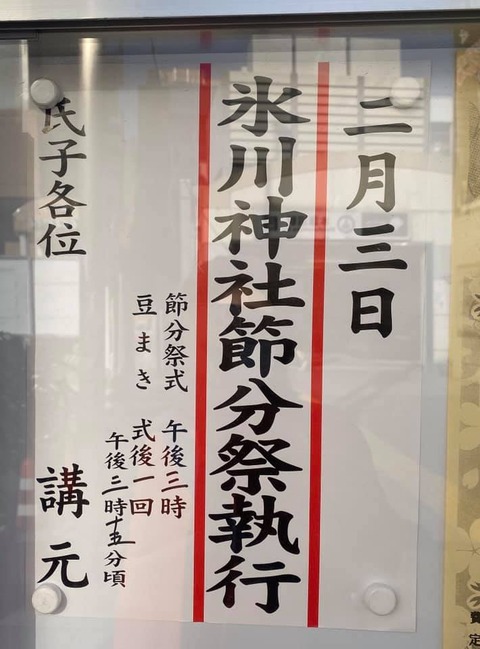 二月三日
氷川神社節分祭執行
節分祭式 午後三時
豆まき 式後一回
午後三時十五分頃
氏子各位 講元